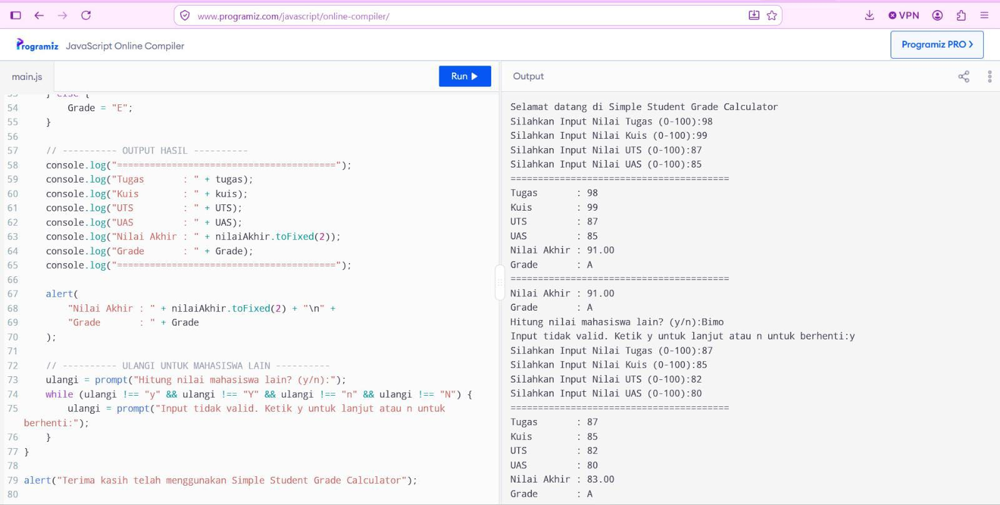 www.programiz.com/javascript/online-compiler/
VPN
Programiz JavaScript Online Compiler
Programiz PRO
main.js
Run
53     } else {
54         Grade = "E";
55     }
56
57     // ---------- OUTPUT HASIL ----------
58     console.log("========================================");
59     console.log("Tugas       : " + tugas);
60     console.log("Kuis        : " + kuis);
61     console.log("UTS         : " + UTS);
62     console.log("UAS         : " + UAS);
63     console.log("Nilai Akhir : " + nilaiAkhir.toFixed(2));
64     console.log("Grade       : " + Grade);
65     console.log("========================================");
66
67     alert(
68         "Nilai Akhir : " + nilaiAkhir.toFixed(2) + "\n" +
69         "Grade       : " + Grade
70     );
71
72     // ---------- ULANGI UNTUK MAHASISWA LAIN ----------
73     ulangi = prompt("Hitung nilai mahasiswa lain? (y/n):");
74     while (ulangi !== "y" && ulangi !== "Y" && ulangi !== "n" && ulangi !== "N") {
75         ulangi = prompt("Input tidak valid. Ketik y untuk lanjut atau n untuk
berhenti:");
76     }
77 }
78
79 alert("Terima kasih telah menggunakan Simple Student Grade Calculator");
80
Output
Selamat datang di Simple Student Grade Calculator
Silahkan Input Nilai Tugas (0-100):98
Silahkan Input Nilai Kuis (0-100):99
Silahkan Input Nilai UTS (0-100):87
Silahkan Input Nilai UAS (0-100):85
========================================
Tugas       : 98
Kuis        : 99
UTS         : 87
UAS         : 85
Nilai Akhir : 91.00
Grade       : A
========================================
Nilai Akhir : 91.00
Grade       : A
Hitung nilai mahasiswa lain? (y/n):Bimo
Input tidak valid. Ketik y untuk lanjut atau n untuk berhenti:y
Silahkan Input Nilai Tugas (0-100):87
Silahkan Input Nilai Kuis (0-100):85
Silahkan Input Nilai UTS (0-100):82
Silahkan Input Nilai UAS (0-100):80
========================================
Tugas       : 87
Kuis        : 85
UTS         : 82
UAS         : 80
Nilai Akhir : 83.00
Grade       : A